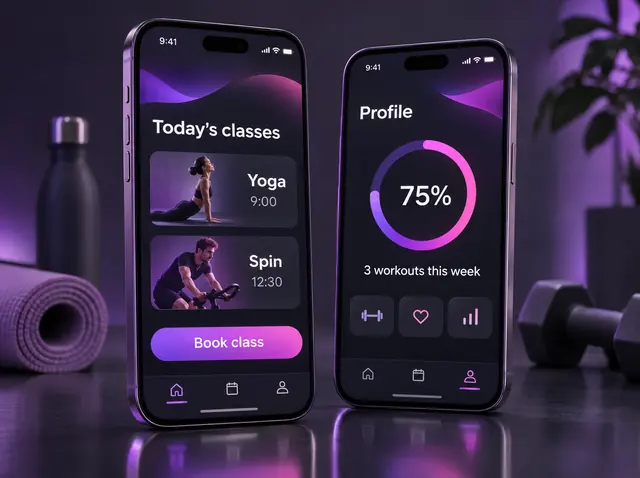 9:41
Today's classes
Yoga
9:00
Spin
12:30
Book class
9:41
Profile
75%
3 workouts this week